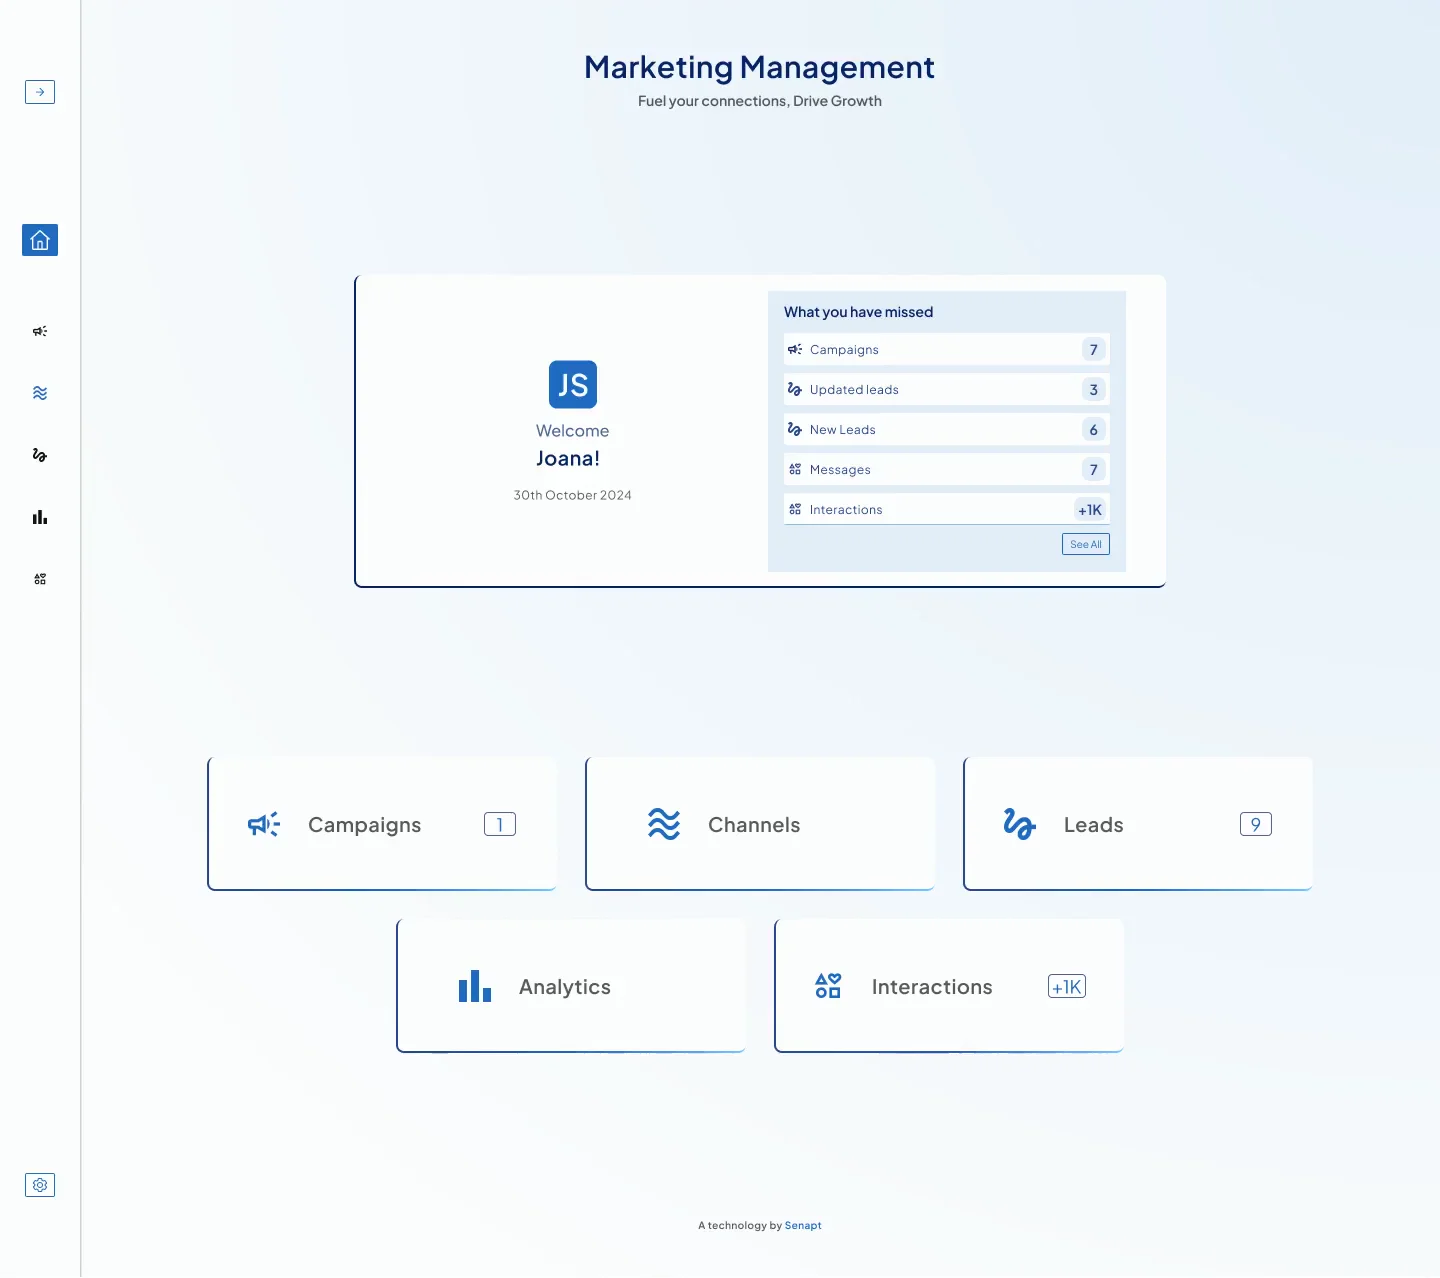 Marketing Management
Fuel your connections, Drive Growth
JS
Welcome
Joana!
30th October 2024
What you have missed
Campaigns 7
Updated leads 3
New Leads 6
Messages 7
Interactions +1K
See All
Campaigns 1
Channels
Leads 9
Analytics
Interactions +1K
A technology by Senapt